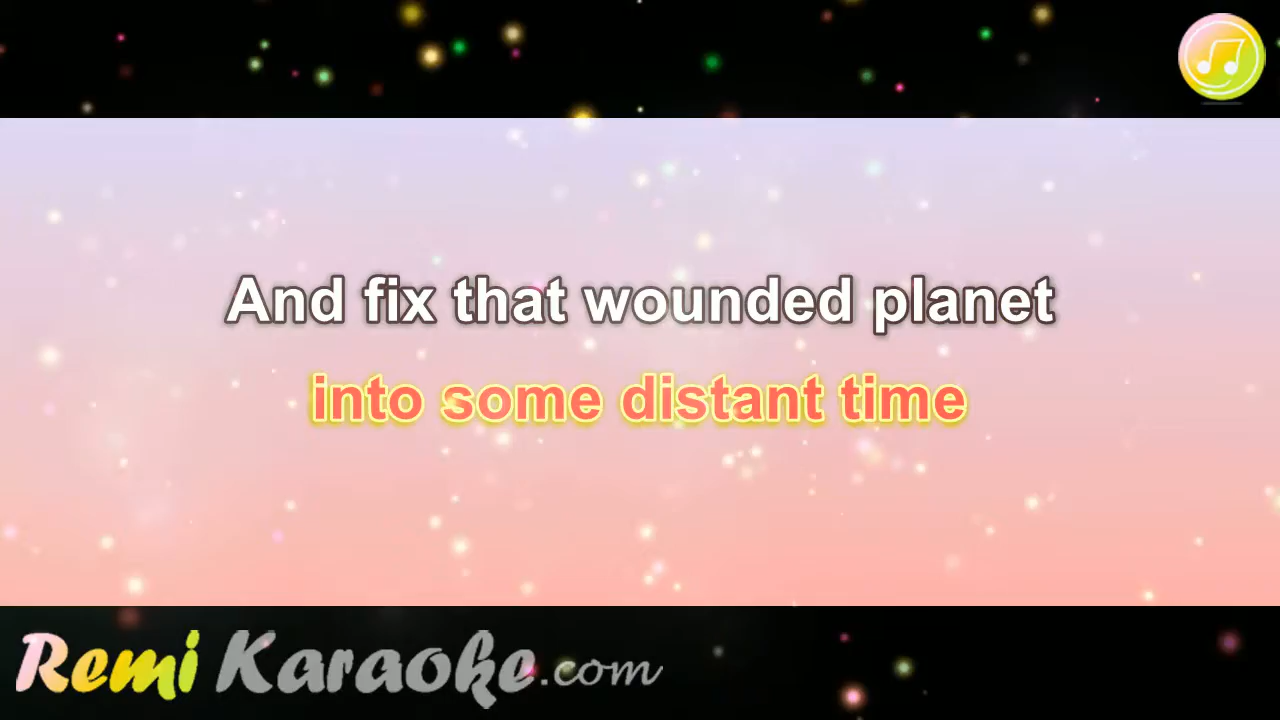 And fix that wounded planet
into some distant time
Remi Karaoke.com